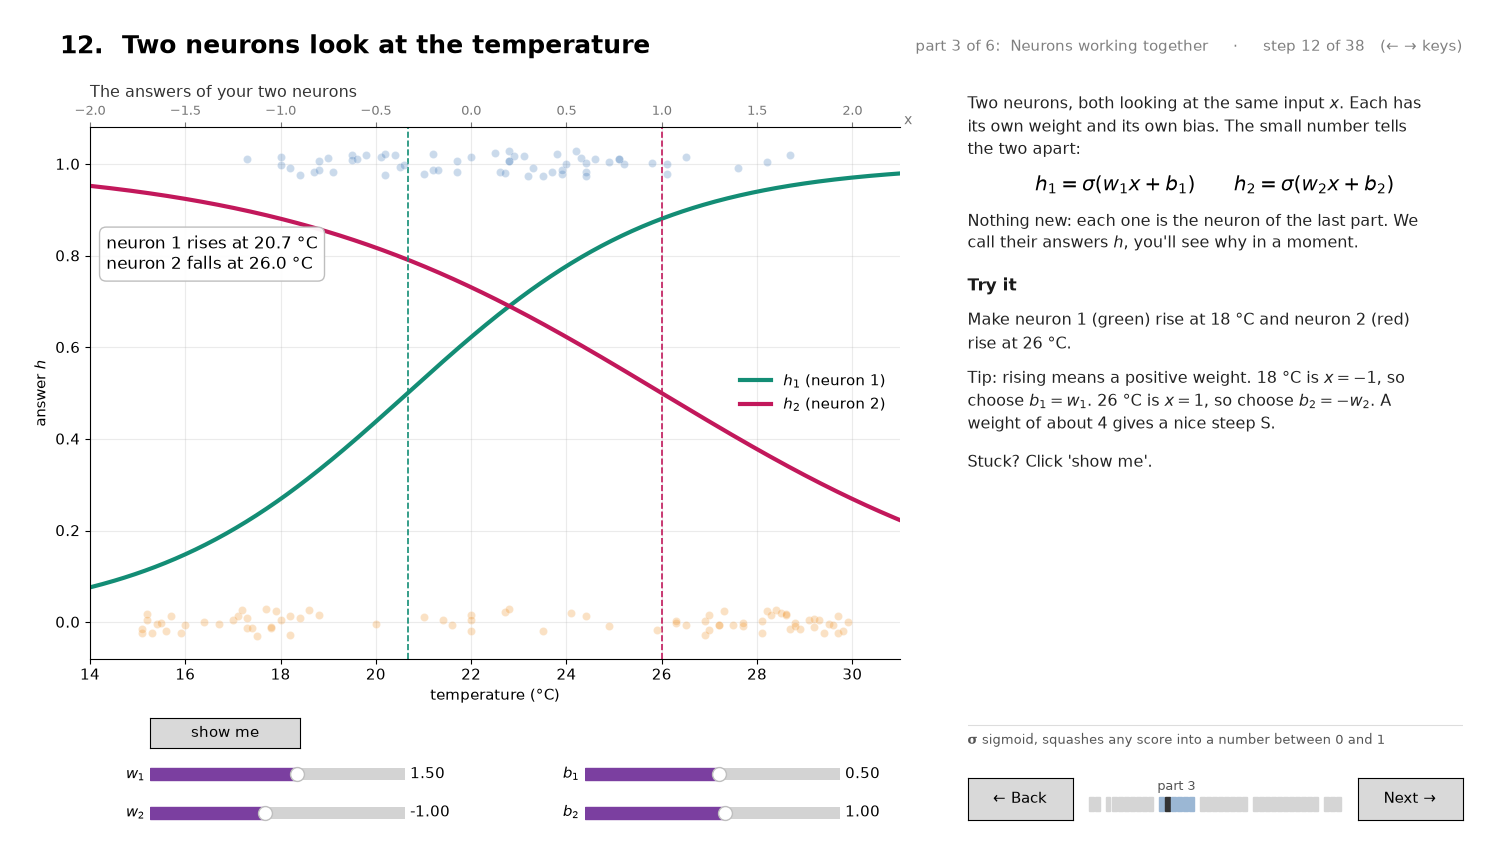 12.  Two neurons look at the temperature
part 3 of 6:  Neurons working together  ·  step 12 of 38  (← → keys)
The answers of your two neurons
−2.0 −1.5 −1.0 −0.5 0.0 0.5 1.0 1.5 2.0
x
1.0
0.8
0.6
0.4
0.2
0.0
answer h
neuron 1 rises at 20.7 °C
neuron 2 falls at 26.0 °C
h₁ (neuron 1)
h₂ (neuron 2)
14 16 18 20 22 24 26 28 30
temperature (°C)
Two neurons, both looking at the same input x. Each has
its own weight and its own bias. The small number tells
the two apart:
h₁ = σ(w₁x + b₁)  h₂ = σ(w₂x + b₂)
Nothing new: each one is the neuron of the last part. We
call their answers h, you'll see why in a moment.
Try it
Make neuron 1 (green) rise at 18 °C and neuron 2 (red)
rise at 26 °C.
Tip: rising means a positive weight. 18 °C is x = −1, so
choose b₁ = w₁. 26 °C is x = 1, so choose b₂ = −w₂. A
weight of about 4 gives a nice steep S.
Stuck? Click 'show me'.
show me
w₁ 1.50
b₁ 0.50
w₂ -1.00
b₂ 1.00
σ sigmoid, squashes any score into a number between 0 and 1
← Back
part 3
Next →